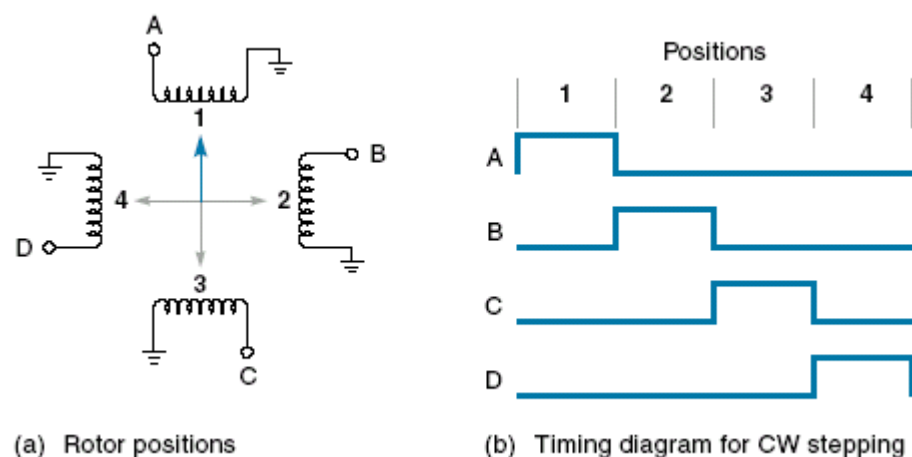 A
1
B
4
2
D
3
C
(a) Rotor positions
Positions
1 2 3 4
A
B
C
D
(b) Timing diagram for CW stepping